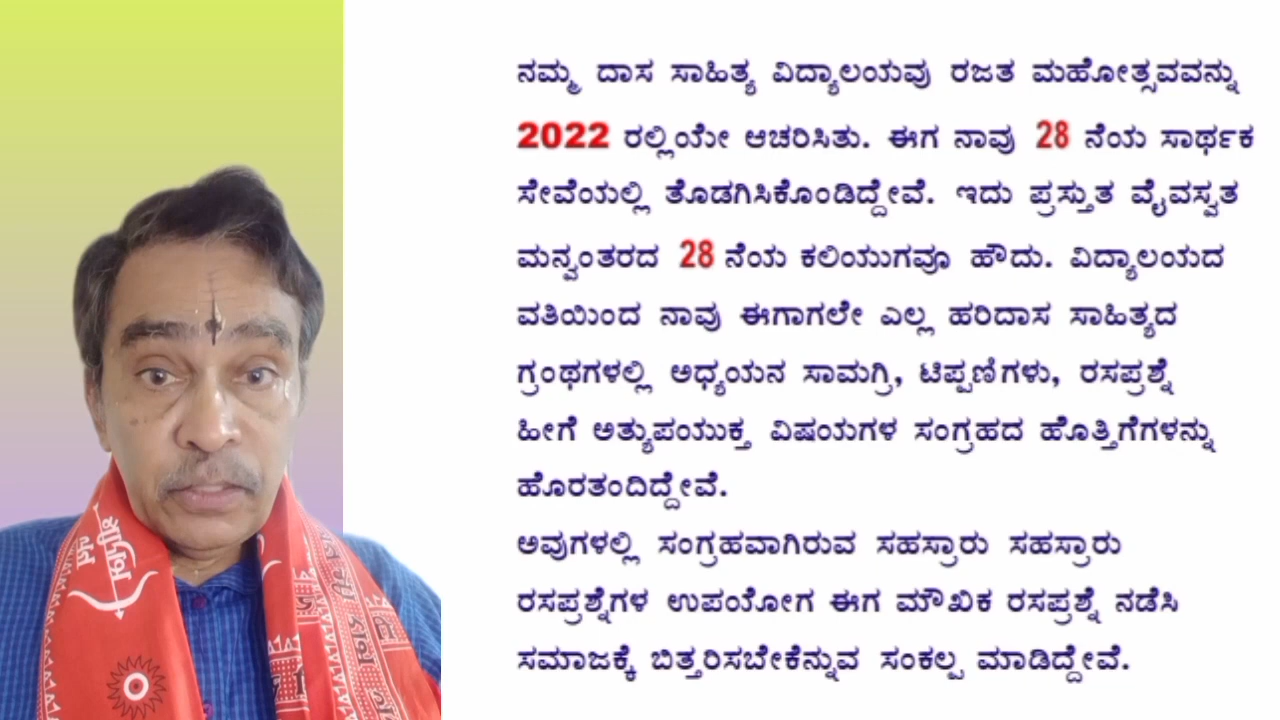 ನಮ್ಮ ದಾಸ ಸಾಹಿತ್ಯ ವಿದ್ಯಾಲಯವು ರಜತ ಮಹೋತ್ಸವವನ್ನು
2022 ರಲ್ಲಿಯೇ ಆಚರಿಸಿತು. ಈಗ ನಾವು 28 ನೆಯ ಸಾರ್ಥಕ
ಸೇವೆಯಲ್ಲಿ ತೊಡಗಿಸಿಕೊಂಡಿದ್ದೇವೆ. ಇದು ಪ್ರಸ್ತುತ ವೈವಸ್ವತ
ಮನ್ವಂತರದ 28 ನೆಯ ಕಲಿಯುಗವೂ ಹೌದು. ವಿದ್ಯಾಲಯದ
ವತಿಯಿಂದ ನಾವು ಈಗಾಗಲೇ ಎಲ್ಲ ಹರಿದಾಸ ಸಾಹಿತ್ಯದ
ಗ್ರಂಥಗಳಲ್ಲಿ ಅಧ್ಯಯನ ಸಾಮಗ್ರಿ, ಟಿಪ್ಪಣಿಗಳು, ರಸಪ್ರಶ್ನೆ
ಹೀಗೆ ಅತ್ಯುಪಯುಕ್ತ ವಿಷಯಗಳ ಸಂಗ್ರಹದ ಹೊತ್ತಿಗೆಗಳನ್ನು
ಹೊರತಂದಿದ್ದೇವೆ.
ಅವುಗಳಲ್ಲಿ ಸಂಗ್ರಹವಾಗಿರುವ ಸಹಸ್ರಾರು ಸಹಸ್ರಾರು
ರಸಪ್ರಶ್ನೆಗಳ ಉಪಯೋಗ ಈಗ ಮೌಖಿಕ ರಸಪ್ರಶ್ನೆ ನಡೆಸಿ
ಸಮಾಜಕ್ಕೆ ಬಿತ್ತರಿಸಬೇಕೆನ್ನುವ ಸಂಕಲ್ಪ ಮಾಡಿದ್ದೇವೆ.